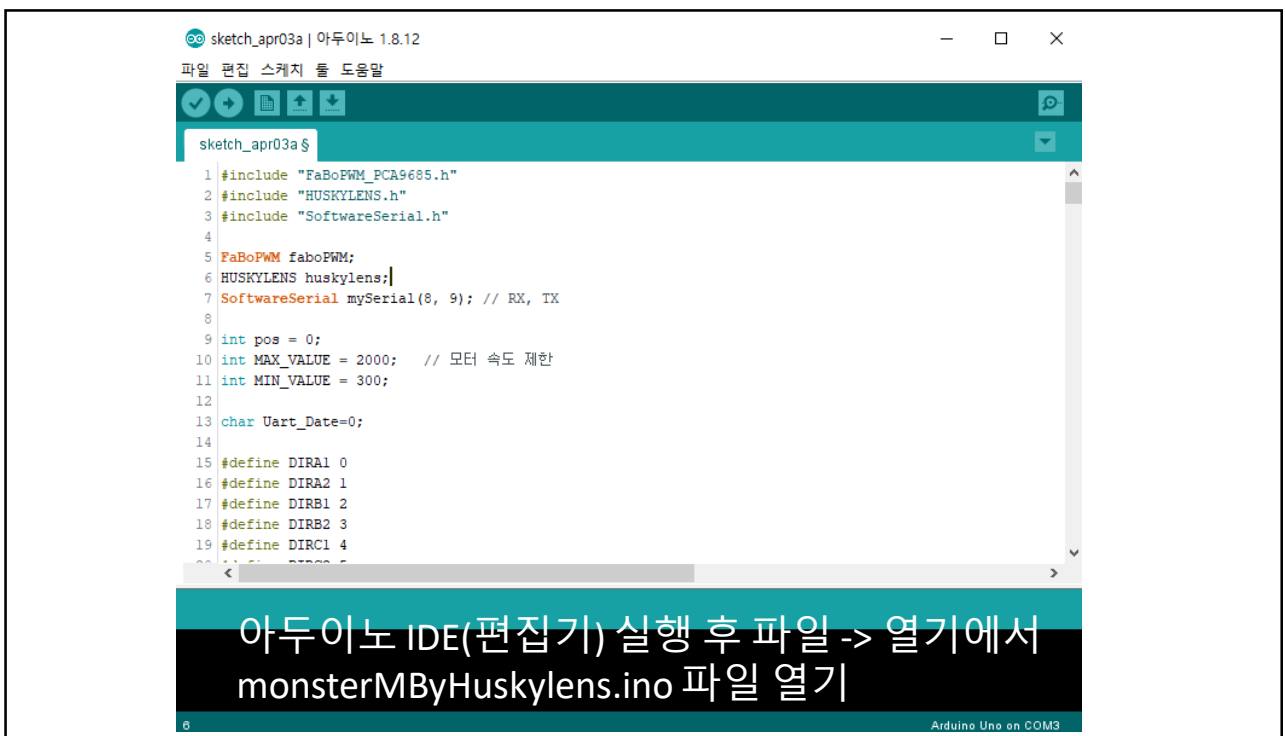 sketch_apr03a | 아두이노 1.8.12
파일 편집 스케치 툴 도움말
sketch_apr03a §
1 #include "FaBoPWM_PCA9685.h"
2 #include "HUSKYLENS.h"
3 #include "SoftwareSerial.h"
4
5 FaBoPWM faboPWM;
6 HUSKYLENS huskylens;
7 SoftwareSerial mySerial(8, 9); // RX, TX
8
9 int pos = 0;
10 int MAX_VALUE = 2000; // 모터 속도 제한
11 int MIN_VALUE = 300;
12
13 char Uart_Date=0;
14
15 #define DIRA1 0
16 #define DIRA2 1
17 #define DIRB1 2
18 #define DIRB2 3
19 #define DIRC1 4
아두이노 IDE(편집기) 실행 후 파일 -> 열기에서
monsterMByHuskylens.ino 파일 열기
6 Arduino Uno on COM3